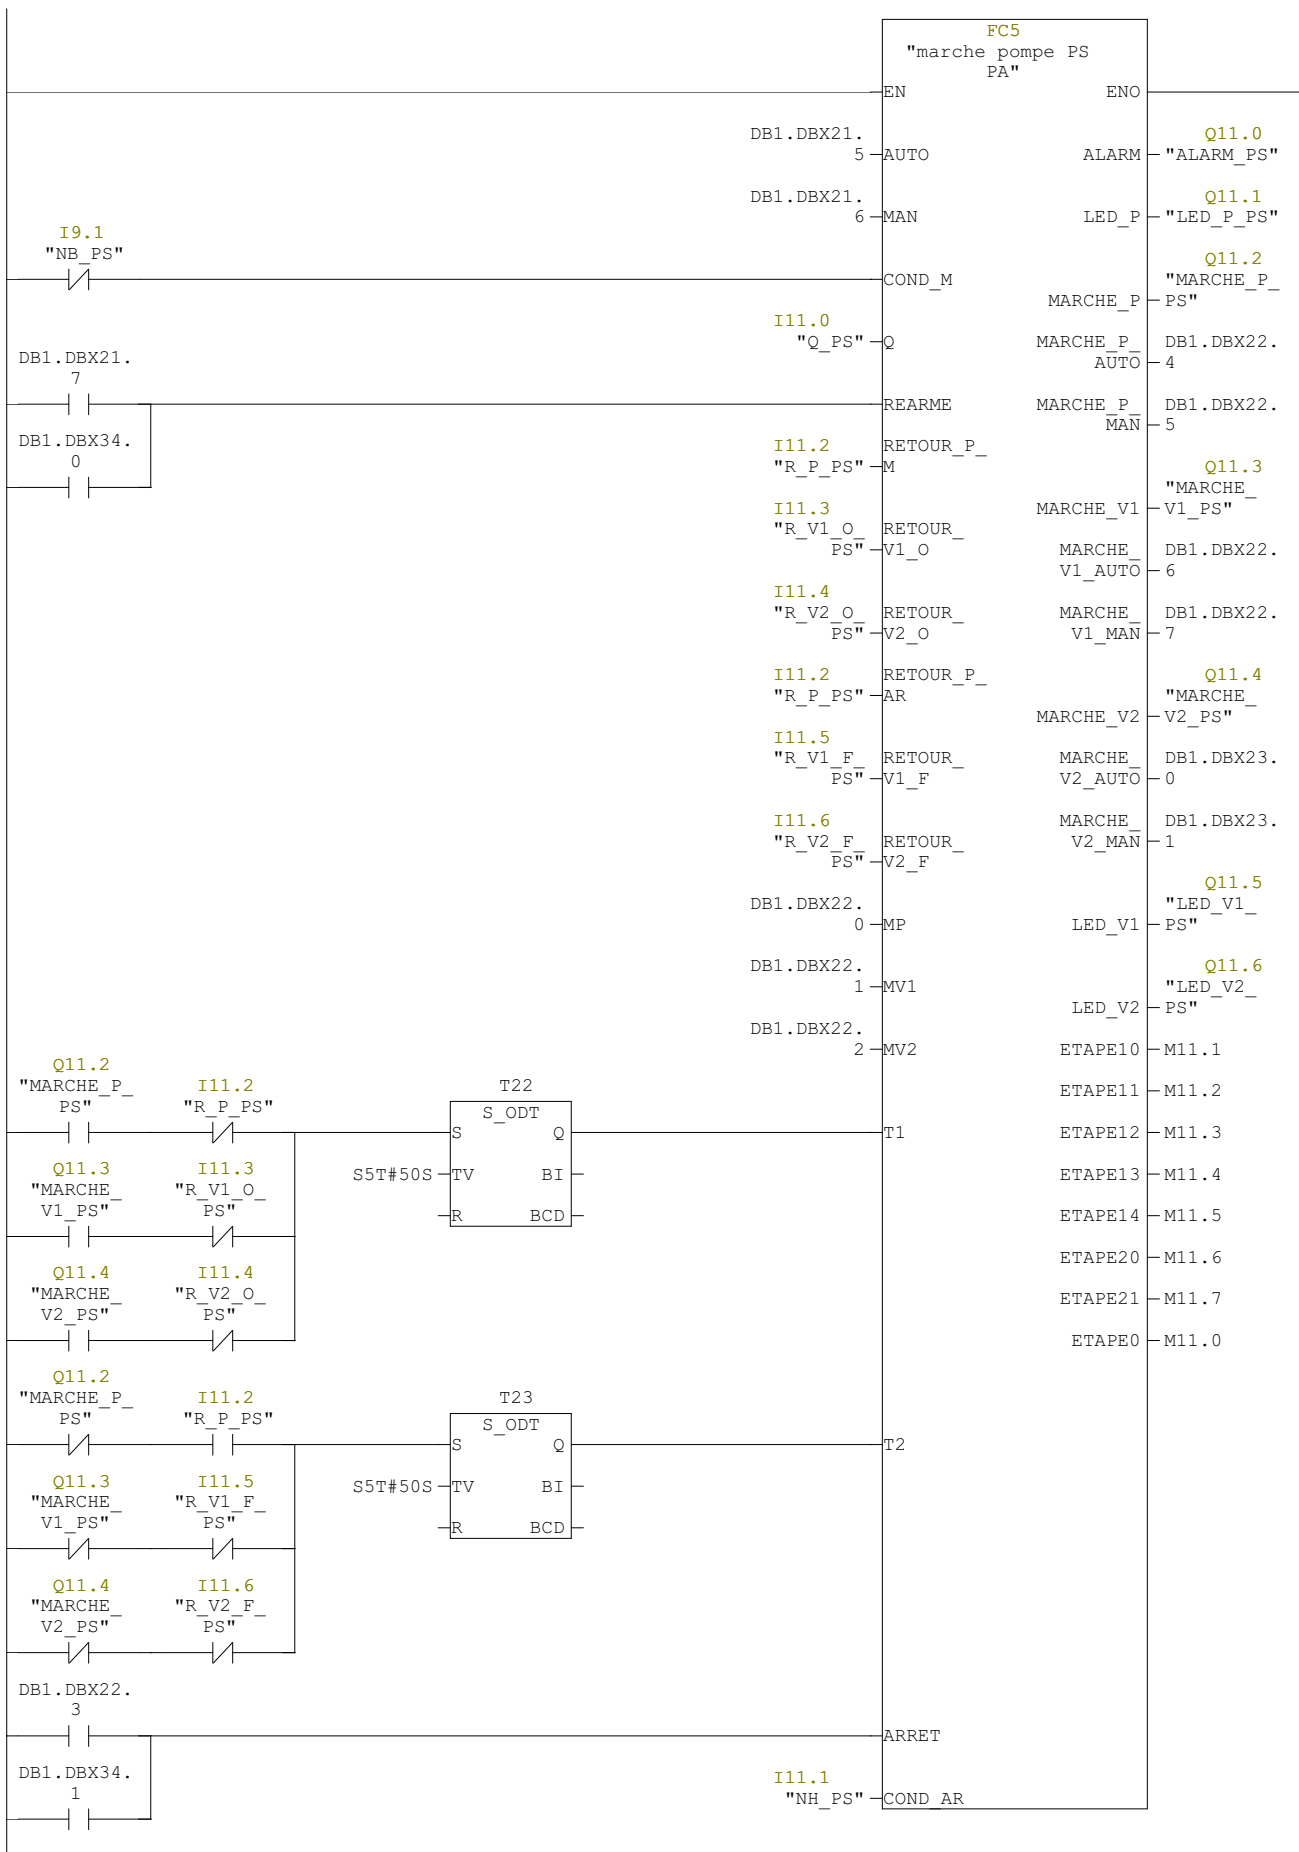 FC5
"marche pompe PS
PA"
EN
ENO
DB1.DBX21.
5
AUTO
ALARM
Q11.0
"ALARM_PS"
DB1.DBX21.
6
MAN
LED_P
Q11.1
"LED_P_PS"
I9.1
"NB_PS"
COND_M
MARCHE_P
Q11.2
"MARCHE_P_
PS"
I11.0
"Q_PS"
Q
MARCHE_P_
AUTO
DB1.DBX22.
4
DB1.DBX21.
7
REARME
MARCHE_P_
MAN
DB1.DBX22.
5
DB1.DBX34.
0
I11.2
"R_P_PS"
RETOUR_P_
M
MARCHE_V1
Q11.3
"MARCHE_
V1_PS"
I11.3
"R_V1_O_
PS"
RETOUR_
V1_O
MARCHE_
V1_AUTO
DB1.DBX22.
6
I11.4
"R_V2_O_
PS"
RETOUR_
V2_O
MARCHE_
V1_MAN
DB1.DBX22.
7
I11.2
"R_P_PS"
RETOUR_P_
AR
MARCHE_V2
Q11.4
"MARCHE_
V2_PS"
I11.5
"R_V1_F_
PS"
RETOUR_
V1_F
MARCHE_
V2_AUTO
DB1.DBX23.
0
I11.6
"R_V2_F_
PS"
RETOUR_
V2_F
MARCHE_
V2_MAN
DB1.DBX23.
1
DB1.DBX22.
0
MP
LED_V1
Q11.5
"LED_V1_
PS"
DB1.DBX22.
1
MV1
LED_V2
Q11.6
"LED_V2_
PS"
DB1.DBX22.
2
MV2
ETAPE10
M11.1
ETAPE11
M11.2
ETAPE12
M11.3
ETAPE13
M11.4
ETAPE14
M11.5
ETAPE20
M11.6
ETAPE21
M11.7
ETAPE0
M11.0
Q11.2
"MARCHE_P_
PS"
I11.2
"R_P_PS"
T22
S_ODT
S
Q
T1
S5T#50S
TV
BI
R
BCD
Q11.3
"MARCHE_
V1_PS"
I11.3
"R_V1_O_
PS"
Q11.4
"MARCHE_
V2_PS"
I11.4
"R_V2_O_
PS"
Q11.2
"MARCHE_P_
PS"
I11.2
"R_P_PS"
T23
S_ODT
S
Q
T2
S5T#50S
TV
BI
R
BCD
Q11.3
"MARCHE_
V1_PS"
I11.5
"R_V1_F_
PS"
Q11.4
"MARCHE_
V2_PS"
I11.6
"R_V2_F_
PS"
DB1.DBX22.
3
ARRET
DB1.DBX34.
1
I11.1
"NH_PS"
COND_AR